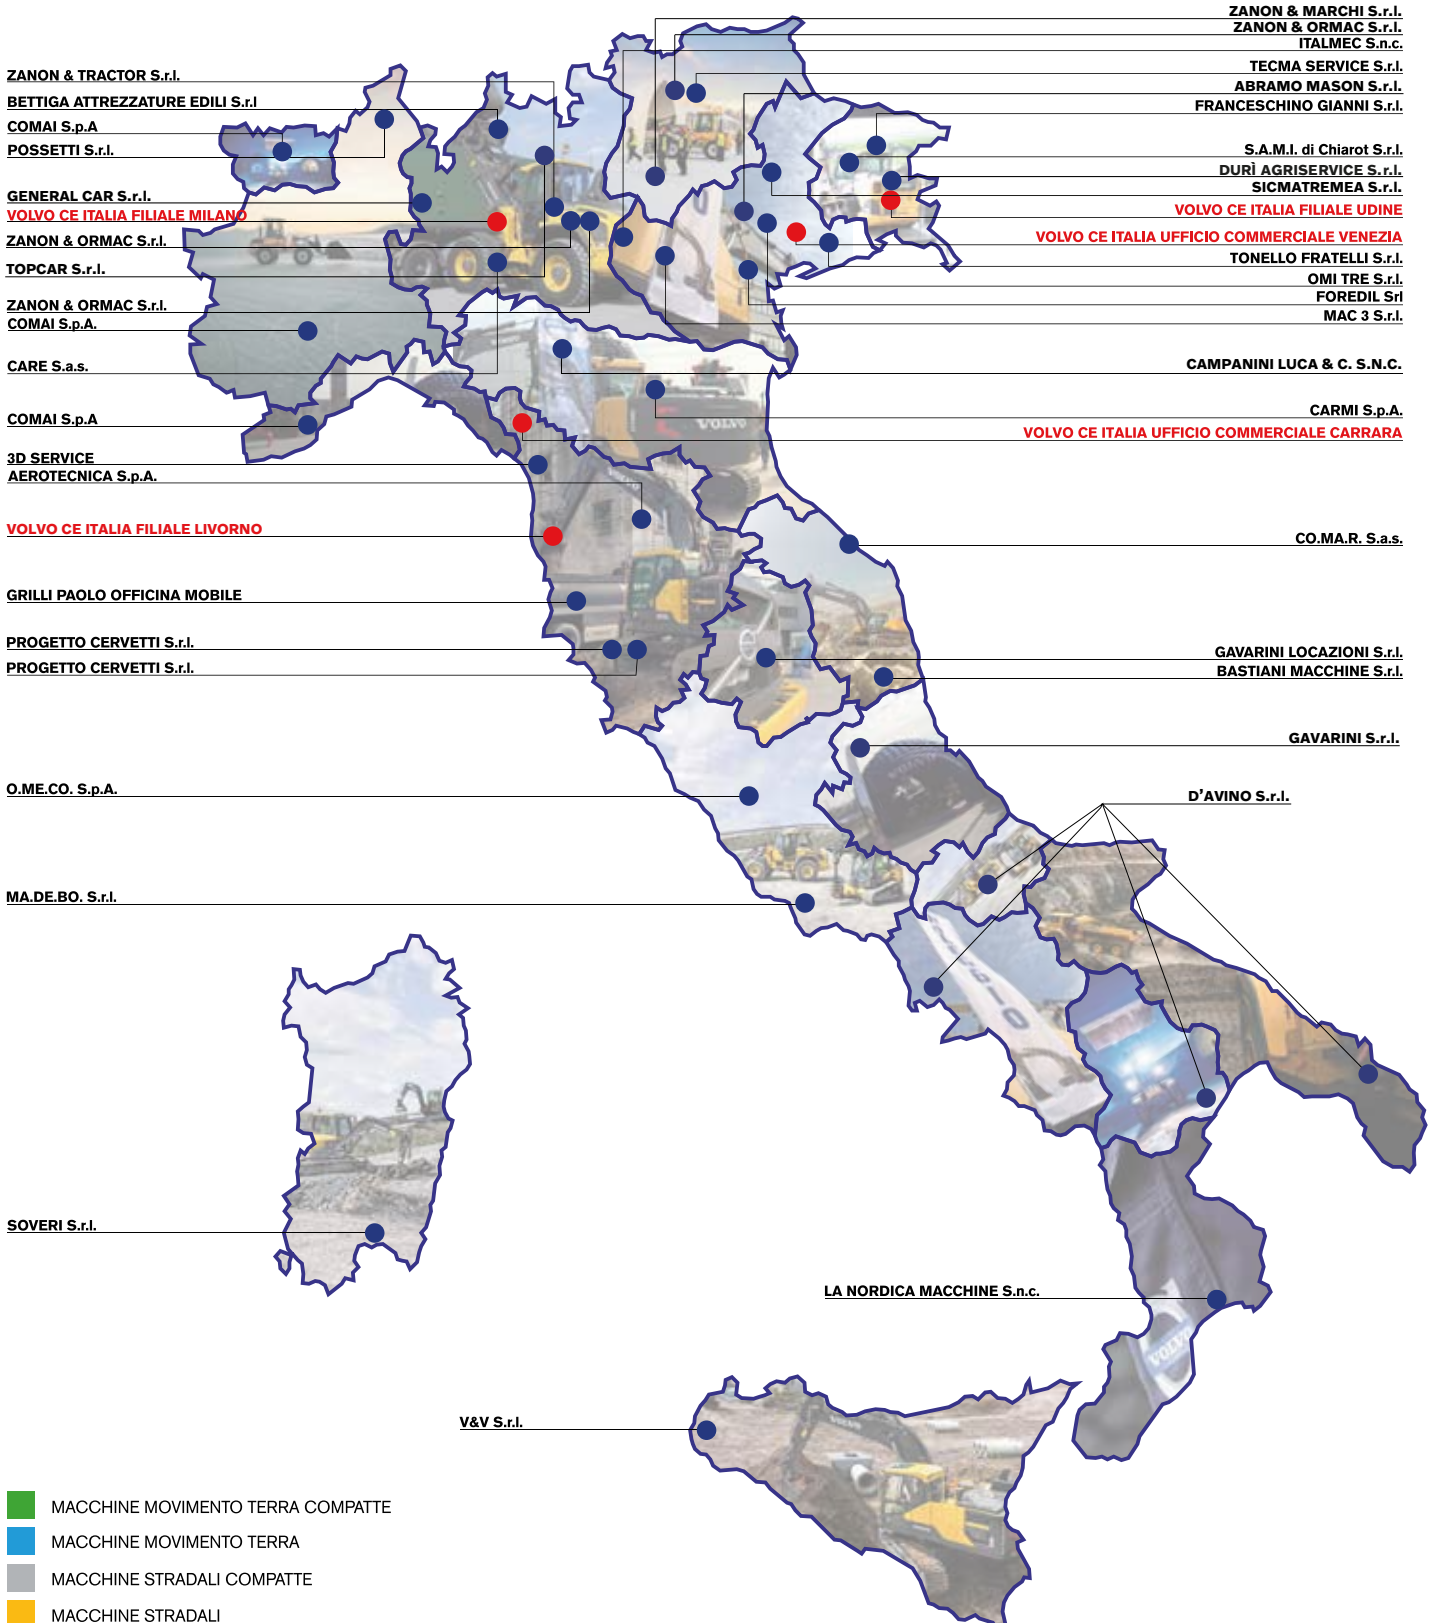 ZANON & MARCHI S.r.l.
ZANON & ORMAC S.r.l.
ITALMEC S.n.c.
TECMA SERVICE S.r.l.
ABRAMO MASON S.r.l.
FRANCESCHINO GIANNI S.r.l.
S.A.M.I. di Chiarot S.r.l.
DURÌ AGRISERVICE S.r.l.
SICMATREMEA S.r.l.
VOLVO CE ITALIA FILIALE UDINE
VOLVO CE ITALIA UFFICIO COMMERCIALE VENEZIA
TONELLO FRATELLI S.r.l.
OMI TRE S.r.l.
FOREDIL Srl
MAC 3 S.r.l.
CAMPANINI LUCA & C. S.N.C.
CARMI S.p.A.
VOLVO CE ITALIA UFFICIO COMMERCIALE CARRARA
CO.MA.R. S.a.s.
GAVARINI LOCAZIONI S.r.l.
BASTIANI MACCHINE S.r.l.
GAVARINI S.r.l.
D'AVINO S.r.l.
ZANON & TRACTOR S.r.l.
BETTIGA ATTREZZATURE EDILI S.r.l
COMAI S.p.A
POSSETTI S.r.l.
GENERAL CAR S.r.l.
VOLVO CE ITALIA FILIALE MILANO
ZANON & ORMAC S.r.l.
TOPCAR S.r.l.
ZANON & ORMAC S.r.l.
COMAI S.p.A.
CARE S.a.s.
COMAI S.p.A
3D SERVICE
AEROTECNICA S.p.A.
VOLVO CE ITALIA FILIALE LIVORNO
GRILLI PAOLO OFFICINA MOBILE
PROGETTO CERVETTI S.r.l.
PROGETTO CERVETTI S.r.l.
O.ME.CO. S.p.A.
MA.DE.BO. S.r.l.
SOVERI S.r.l.
LA NORDICA MACCHINE S.n.c.
V&V S.r.l.
VOLVO
VOLVO
MACCHINE MOVIMENTO TERRA COMPATTE
MACCHINE MOVIMENTO TERRA
MACCHINE STRADALI COMPATTE
MACCHINE STRADALI